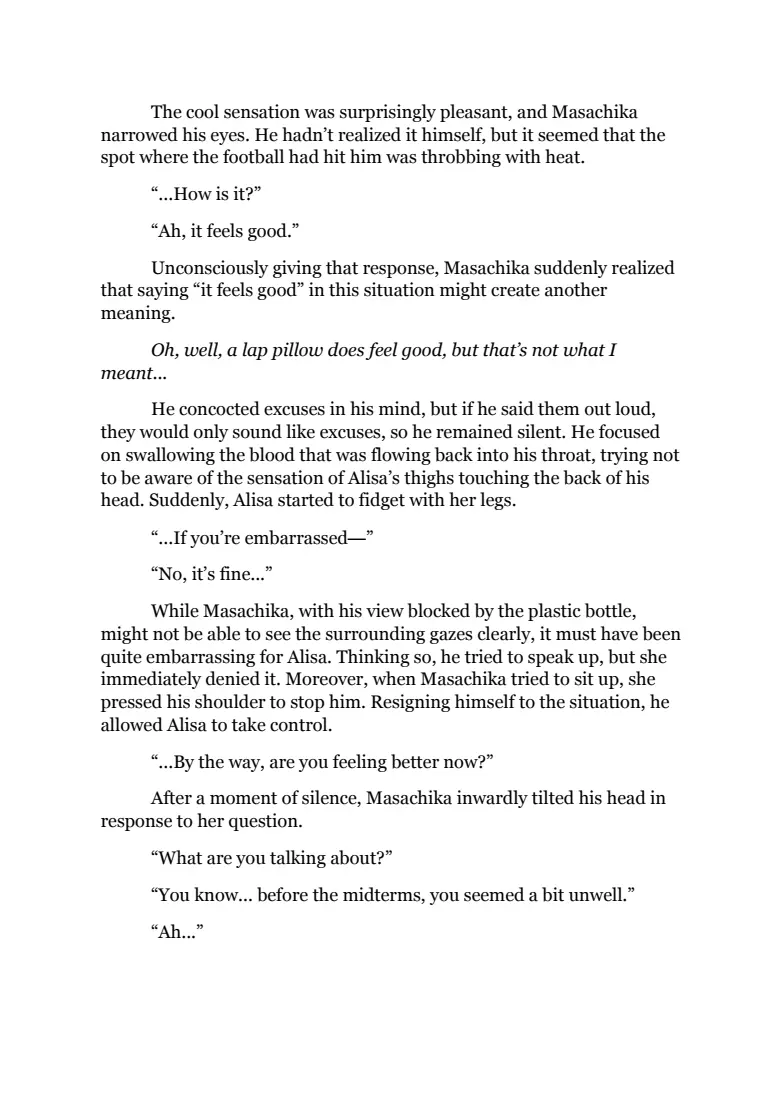 The cool sensation was surprisingly pleasant, and Masachika
narrowed his eyes. He hadn’t realized it himself, but it seemed that the
spot where the football had hit him was throbbing with heat.
“...How is it?”
“Ah, it feels good.”
Unconsciously giving that response, Masachika suddenly realized
that saying “it feels good” in this situation might create another
meaning.
Oh, well, a lap pillow does feel good, but that’s not what I
meant...
He concocted excuses in his mind, but if he said them out loud,
they would only sound like excuses, so he remained silent. He focused
on swallowing the blood that was flowing back into his throat, trying not
to be aware of the sensation of Alisa’s thighs touching the back of his
head. Suddenly, Alisa started to fidget with her legs.
“...If you’re embarrassed—”
“No, it’s fine...”
While Masachika, with his view blocked by the plastic bottle,
might not be able to see the surrounding gazes clearly, it must have been
quite embarrassing for Alisa. Thinking so, he tried to speak up, but she
immediately denied it. Moreover, when Masachika tried to sit up, she
pressed his shoulder to stop him. Resigning himself to the situation, he
allowed Alisa to take control.
“...By the way, are you feeling better now?”
After a moment of silence, Masachika inwardly tilted his head in
response to her question.
“What are you talking about?”
“You know... before the midterms, you seemed a bit unwell.”
“Ah...”